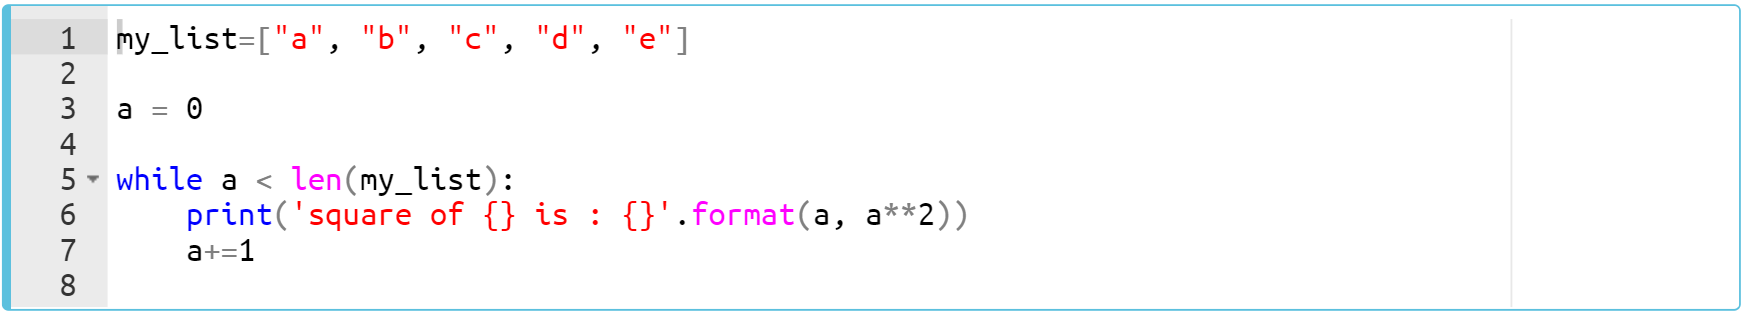 1 my_list=["a", "b", "c", "d", "e"]
2
3 a = 0
4
5 while a < len(my_list):
6     print('square of {} is : {}'.format(a, a**2))
7     a+=1
8